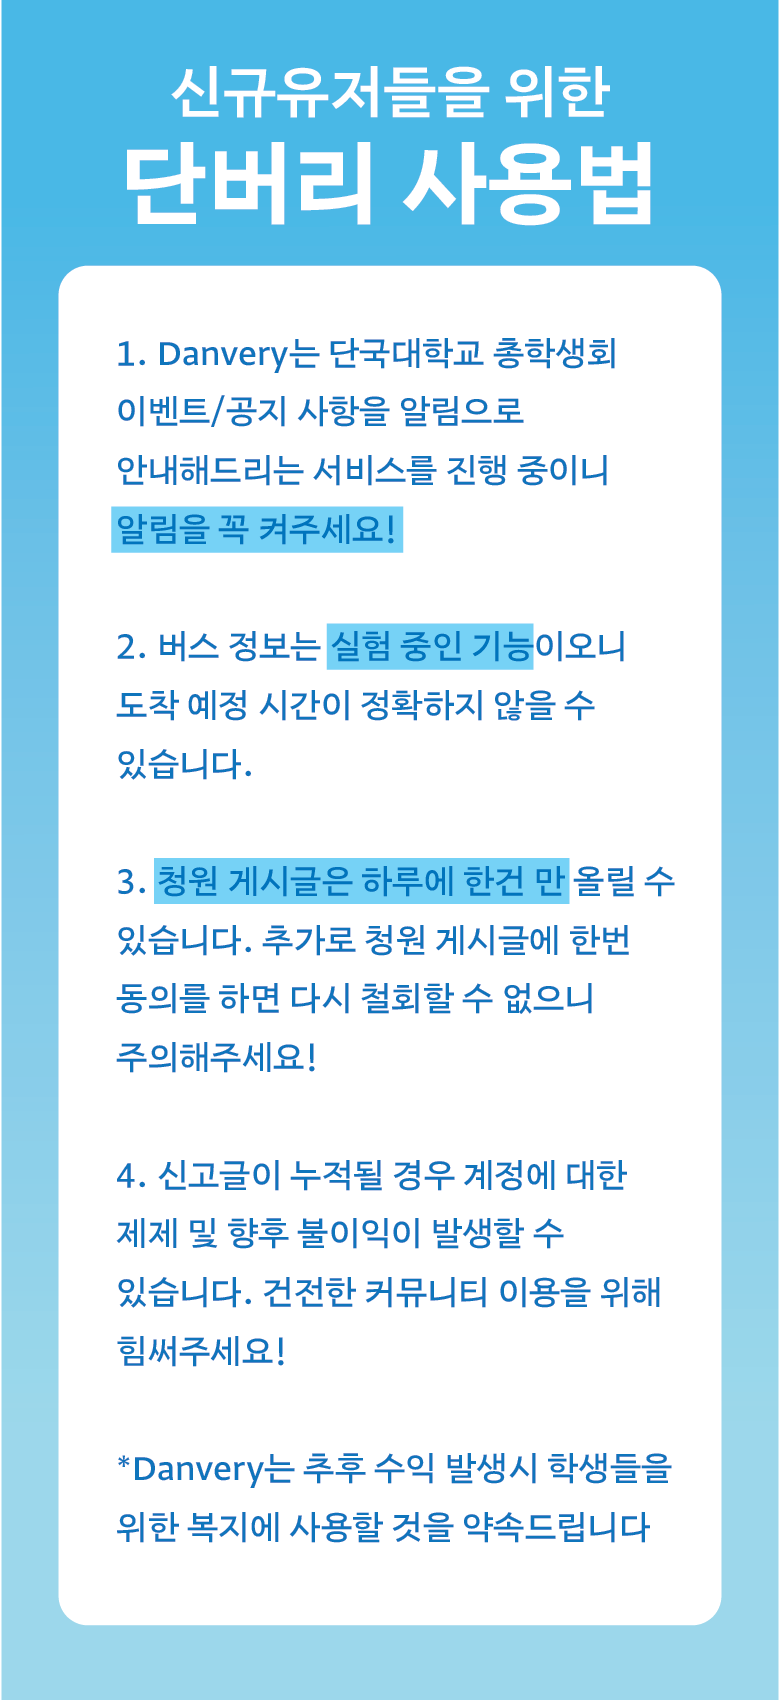 신규유저들을 위한
단버리 사용법
1. Danvery는 단국대학교 총학생회
이벤트/공지 사항을 알림으로
안내해드리는 서비스를 진행 중이니
알림을 꼭 켜주세요!
2. 버스 정보는 실험 중인 기능이오니
도착 예정 시간이 정확하지 않을 수
있습니다.
3. 청원 게시글은 하루에 한건 만 올릴 수
있습니다. 추가로 청원 게시글에 한번
동의를 하면 다시 철회할 수 없으니
주의해주세요!
4. 신고글이 누적될 경우 계정에 대한
제제 및 향후 불이익이 발생할 수
있습니다. 건전한 커뮤니티 이용을 위해
힘써주세요!
*Danvery는 추후 수익 발생시 학생들을
위한 복지에 사용할 것을 약속드립니다